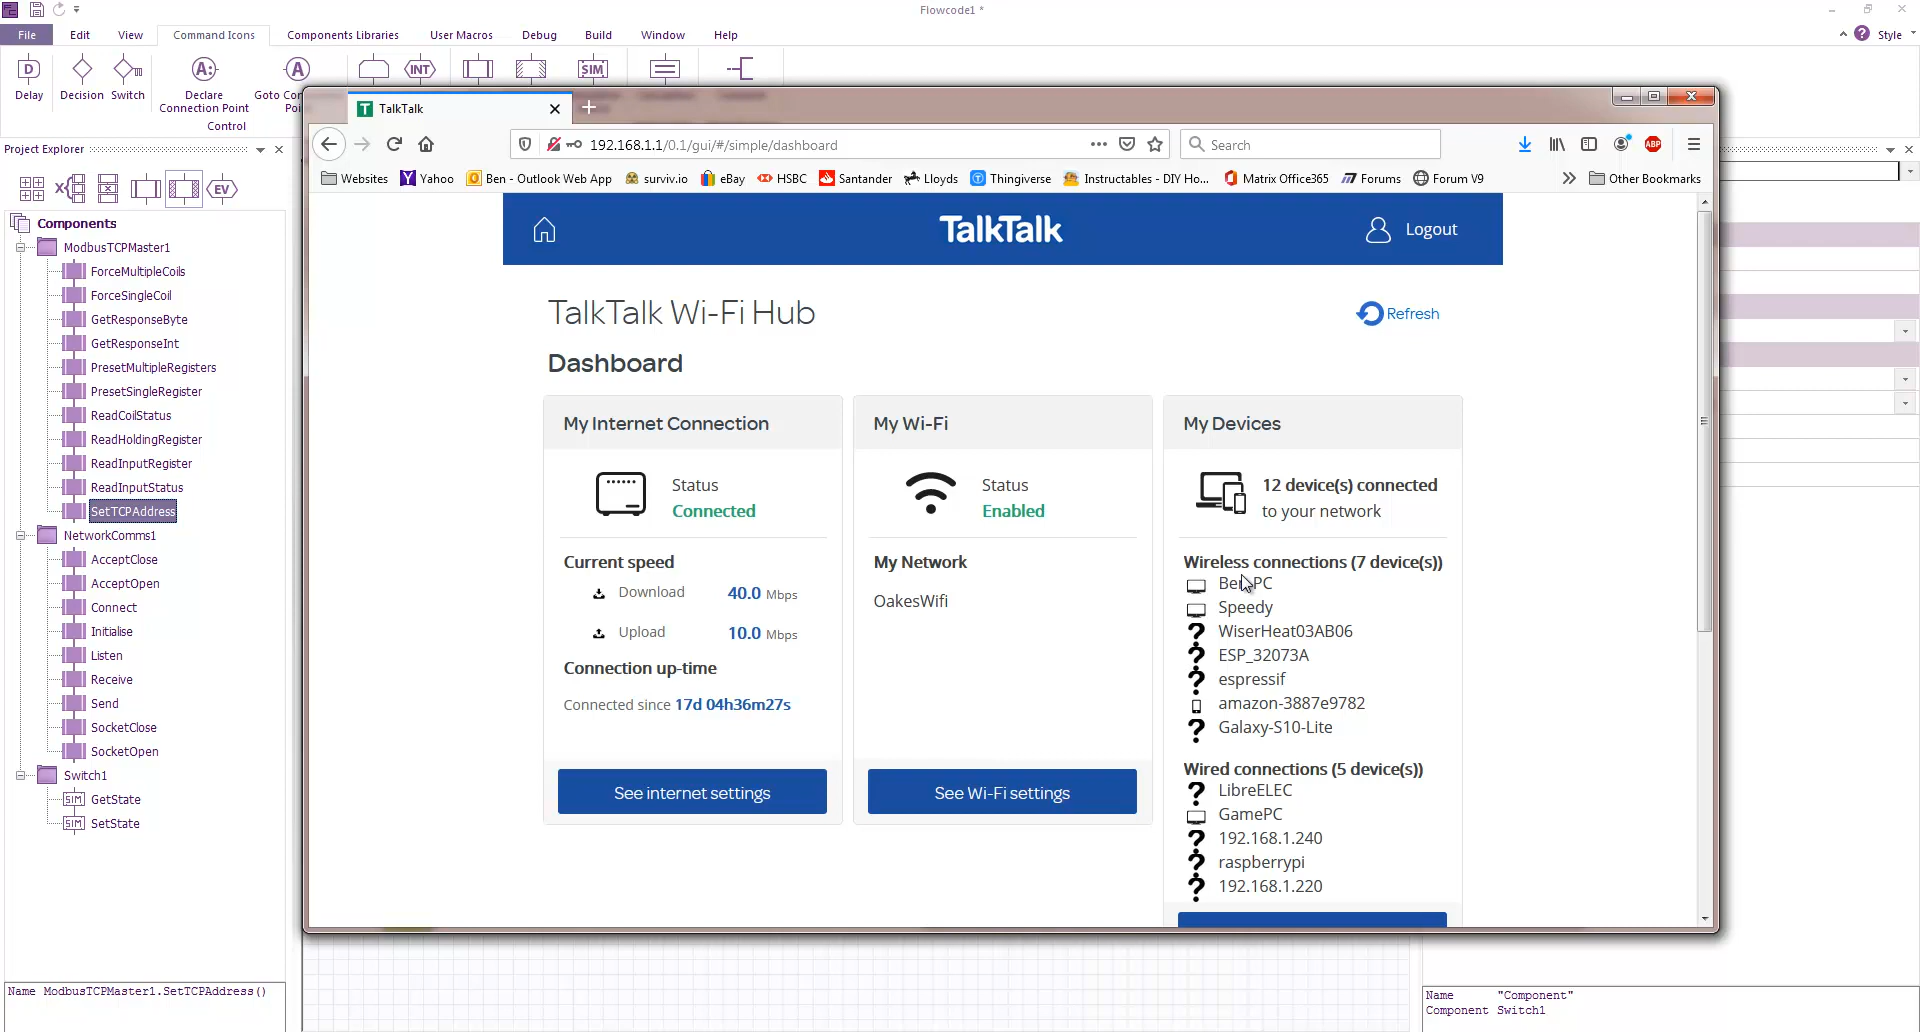 Flowcode1 *
File Edit View Command Icons Components Libraries User Macros Debug Build Window Help Style
D A: A INT SIM
Delay Decision Switch Declare Goto Con
Connection Point Poi
Control
Project Explorer
EV
Components
ModbusTCPMaster1
ForceMultipleCoils
ForceSingleCoil
GetResponseByte
GetResponseInt
PresetMultipleRegisters
PresetSingleRegister
ReadCoilStatus
ReadHoldingRegister
ReadInputRegister
ReadInputStatus
SetTCPAddress
NetworkComms1
AcceptClose
AcceptOpen
Connect
Initialise
Listen
Receive
Send
SocketClose
SocketOpen
Switch1
SIM GetState
SIM SetState
Name ModbusTCPMaster1.SetTCPAddress()
T TalkTalk
192.168.1.1/0.1/gui/#/simple/dashboard
Search
ABP
Websites Yahoo Ben - Outlook Web App surviv.io eBay HSBC Santander Lloyds Thingiverse Instructables - DIY Ho... Matrix Office365 Forums Forum V9 Other Bookmarks
TalkTalk
Logout
TalkTalk Wi-Fi Hub
Refresh
Dashboard
My Internet Connection
Status
Connected
Current speed
Download 40.0 Mbps
Upload 10.0 Mbps
Connection up-time
Connected since 17d 04h36m27s
See internet settings
My Wi-Fi
Status
Enabled
My Network
OakesWifi
See Wi-Fi settings
My Devices
12 device(s) connected
to your network
Wireless connections (7 device(s))
Speedy
WiserHeat03AB06
ESP_32073A
espressif
amazon-3887e9782
Galaxy-S10-Lite
Wired connections (5 device(s))
LibreELEC
GamePC
192.168.1.240
raspberrypi
192.168.1.220
Name "Component"
Component Switch1